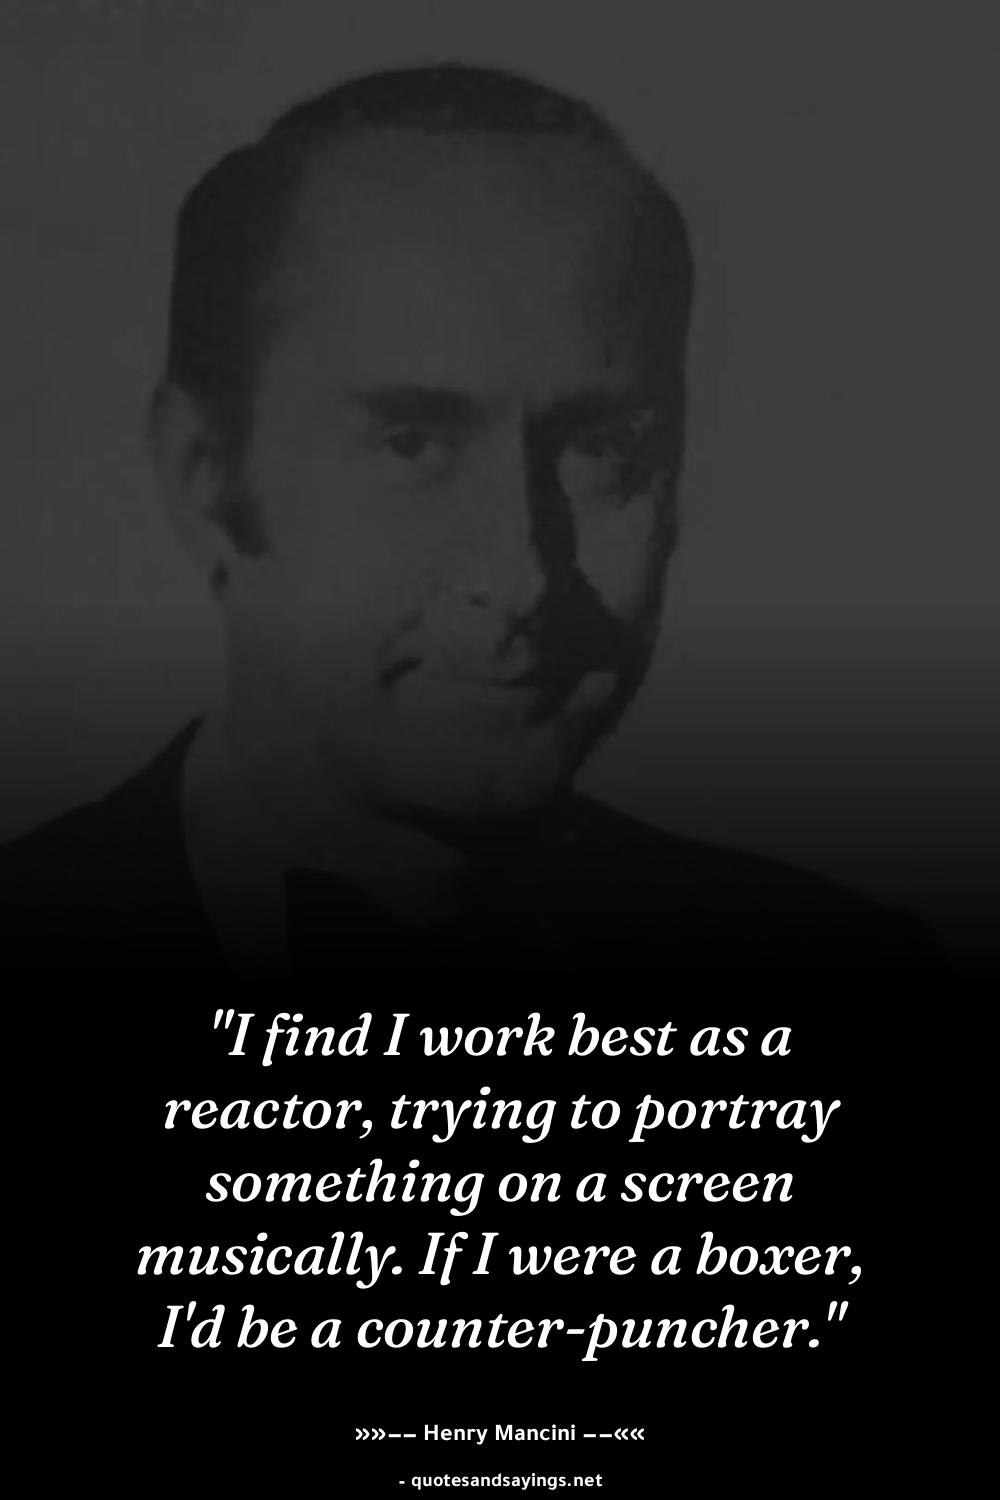 "I find I work best as a
reactor, trying to portray
something on a screen
musically. If I were a boxer,
I'd be a counter-puncher."
»»–– Henry Mancini ––««
- quotesandsayings.net